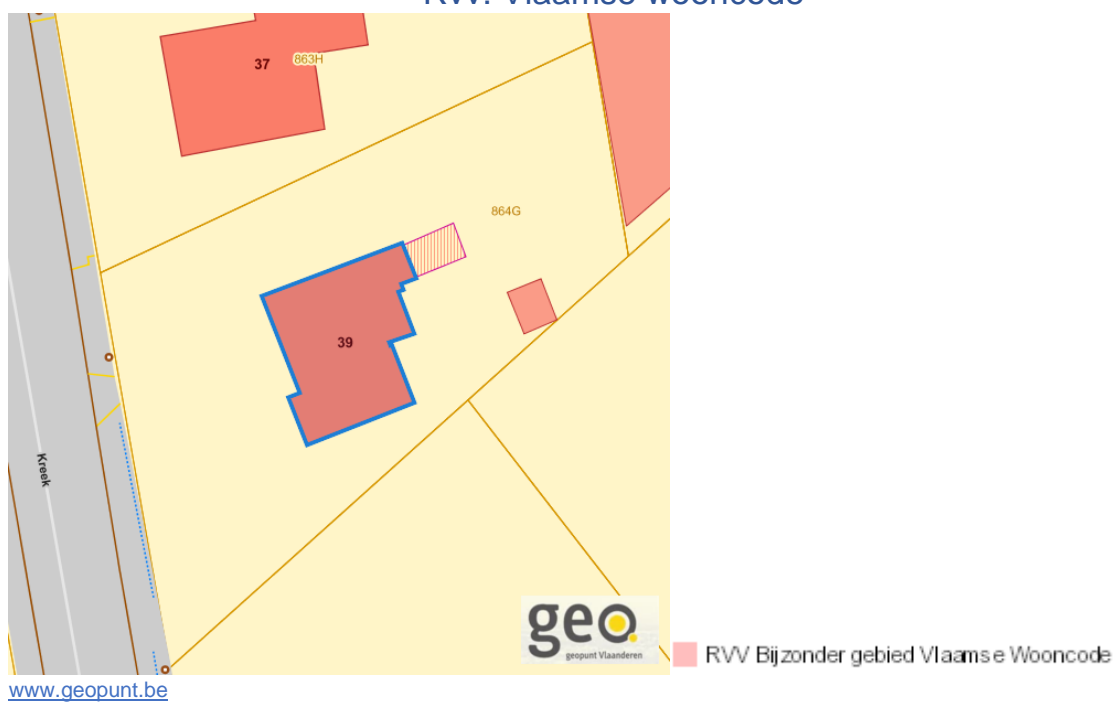 RVV: Vlaamse wooncode
37
863H
864G
39
Kreek
geo
geopunt Vlaanderen
RVV Bijzonder gebied Vlaamse Wooncode
www.geopunt.be